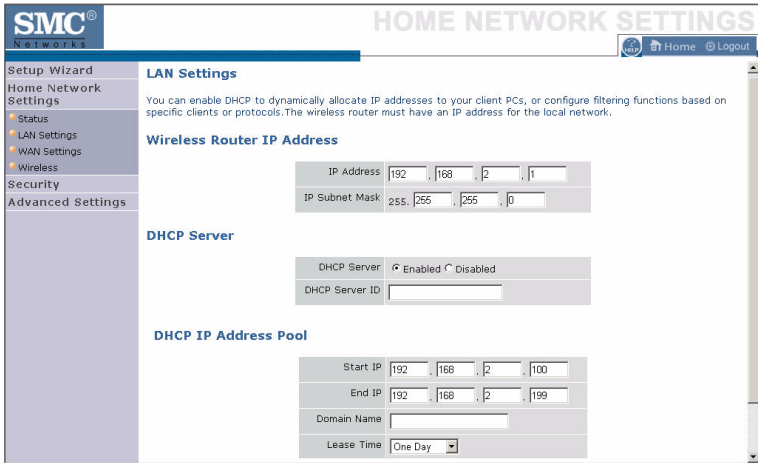 SMC®
Networks
HOME NETWORK SETTINGS
HELP Home Logout
Setup Wizard
Home Network Settings
Status
LAN Settings
WAN Settings
Wireless
Security
Advanced Settings
LAN Settings
You can enable DHCP to dynamically allocate IP addresses to your client PCs, or configure filtering functions based on
specific clients or protocols.The wireless router must have an IP address for the local network.
Wireless Router IP Address
IP Address 192 . 168 . 2 . 1
IP Subnet Mask 255. 255 . 255 . 0
DHCP Server
DHCP Server Enabled Disabled
DHCP Server ID
DHCP IP Address Pool
Start IP 192 . 168 . 2 . 100
End IP 192 . 168 . 2 . 199
Domain Name
Lease Time One Day